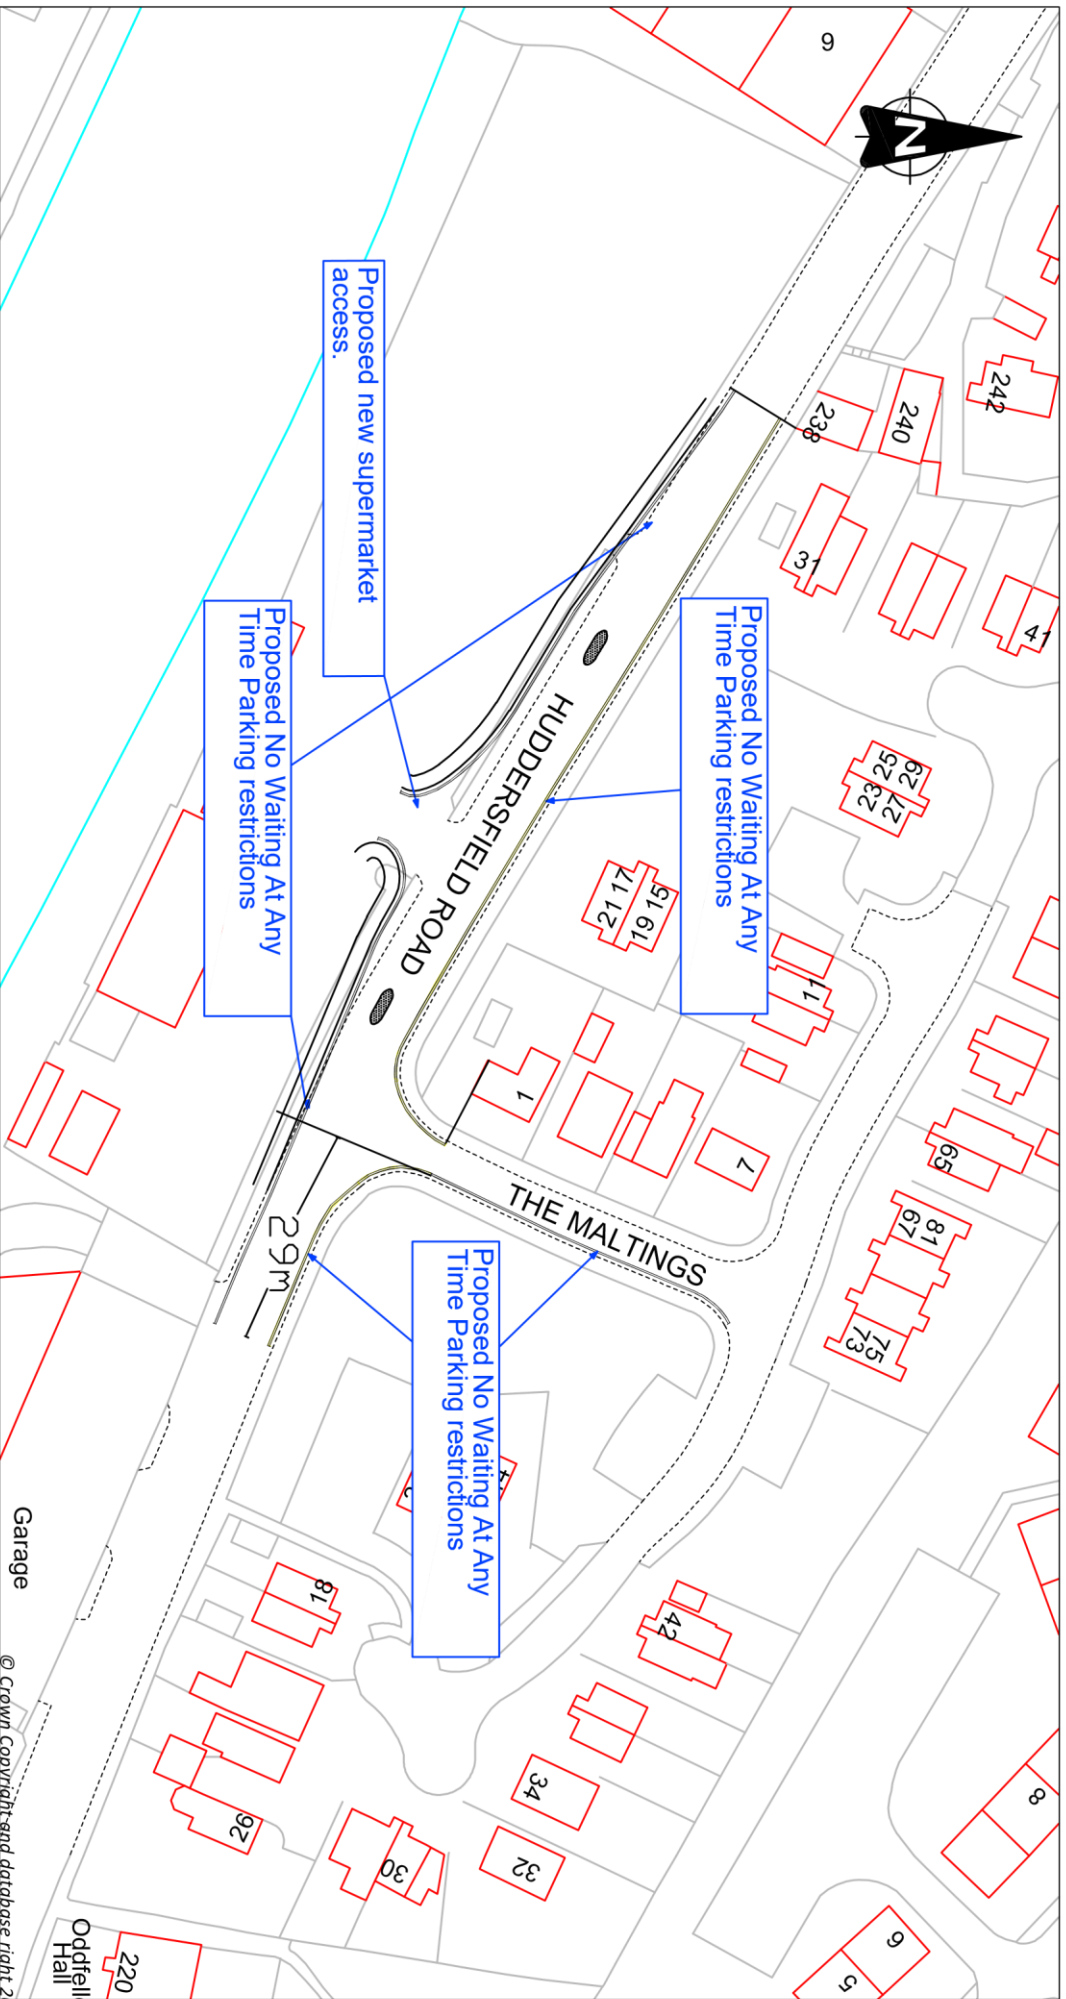 N
9
242
240
238
31
41
Proposed new supermarket
access.
Proposed No Waiting At Any
Time Parking restrictions
Proposed No Waiting At Any
Time Parking restrictions
HUDDERSFIELD ROAD
25 29
23 27
21 17
19 15
11
1
7
65
81
67
75
73
THE MALTINGS
29m
Proposed No Waiting At Any
Time Parking restrictions
81
42
34
32
30
26
8
6
5
220
Garage
Oddfell
Hall
© Crown Copyright and database right 2